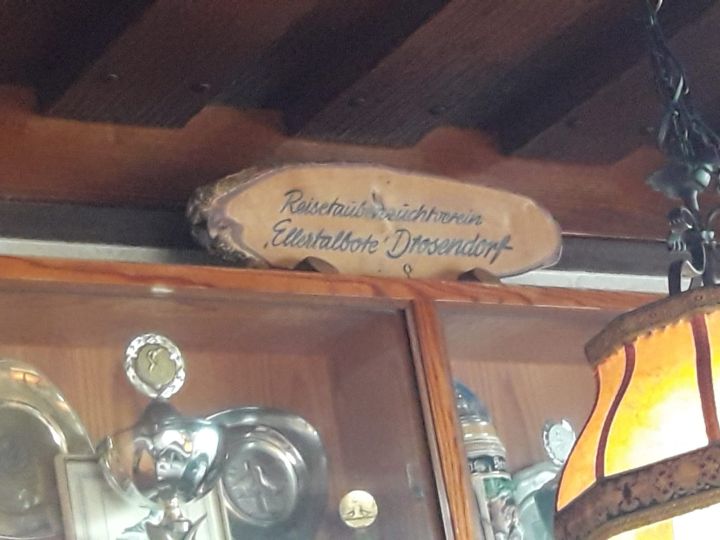 Reisetaubenzuchtverein
'Ellertalbote' Drosendorf